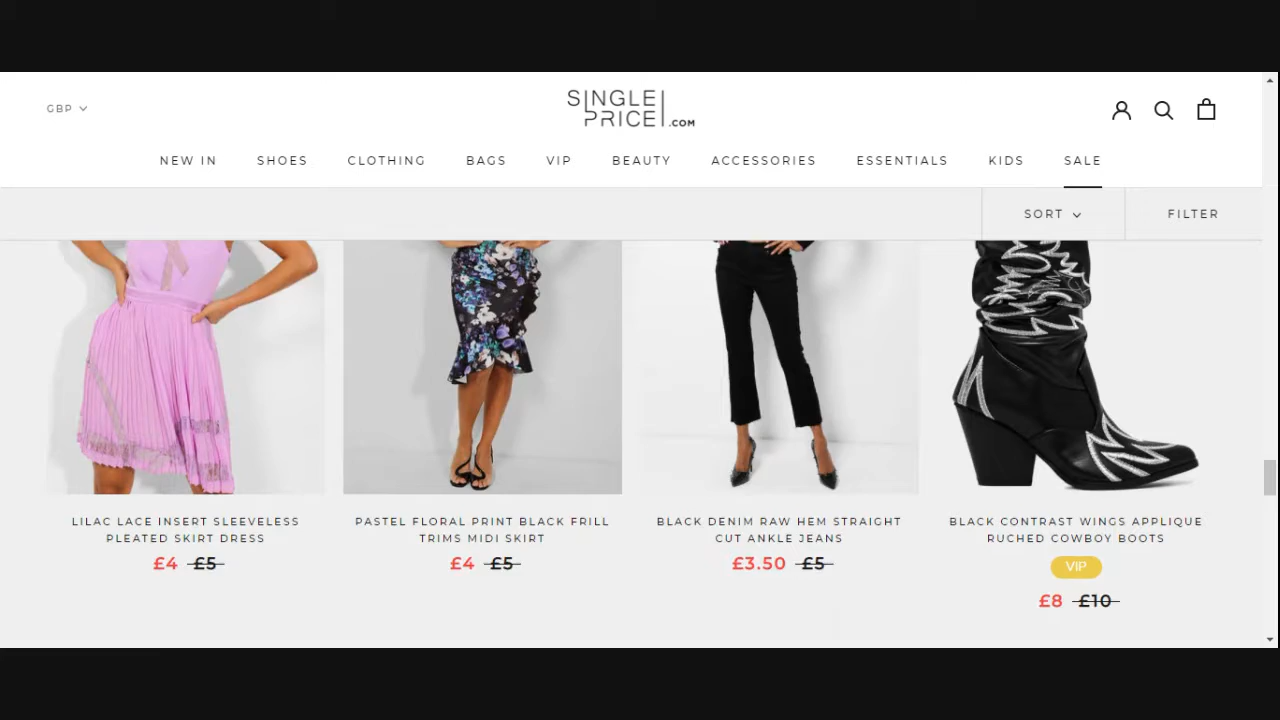 GBP
SINGLE
PRICE.COM
NEW IN SHOES CLOTHING BAGS VIP BEAUTY ACCESSORIES ESSENTIALS KIDS SALE
SORT FILTER
LILAC LACE INSERT SLEEVELESS
PLEATED SKIRT DRESS
£4 £5
PASTEL FLORAL PRINT BLACK FRILL
TRIMS MIDI SKIRT
£4 £5
BLACK DENIM RAW HEM STRAIGHT
CUT ANKLE JEANS
£3.50 £5
BLACK CONTRAST WINGS APPLIQUE
RUCHED COWBOY BOOTS
VIP
£8 £10